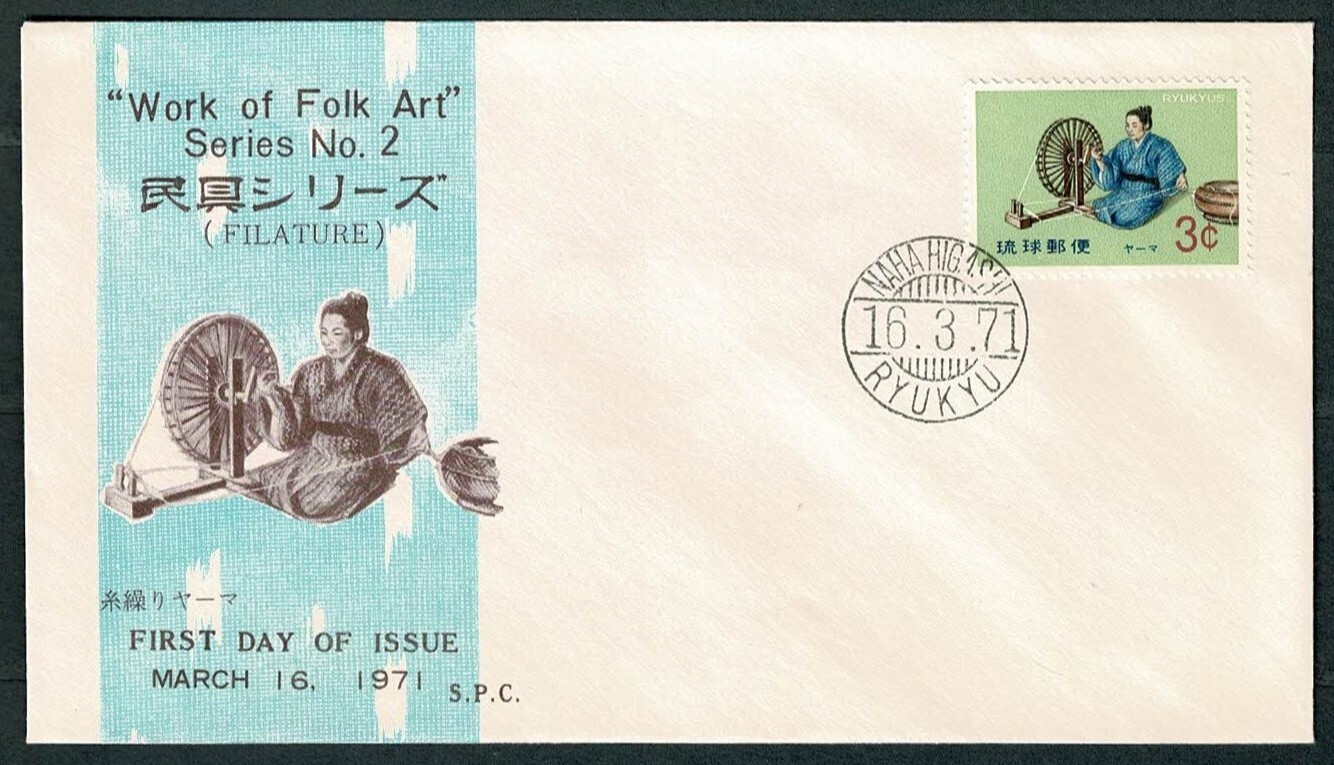 “Work of Folk Art”
Series No. 2
民具シリーズ
(FILATURE)
糸繰りヤーマ
FIRST DAY OF ISSUE
MARCH 16, 1971
S.P.C.
RYUKYUS
琉球郵便 ヤーマ 3¢
NAHA HIGASHI
16.3.71
RYUKYU